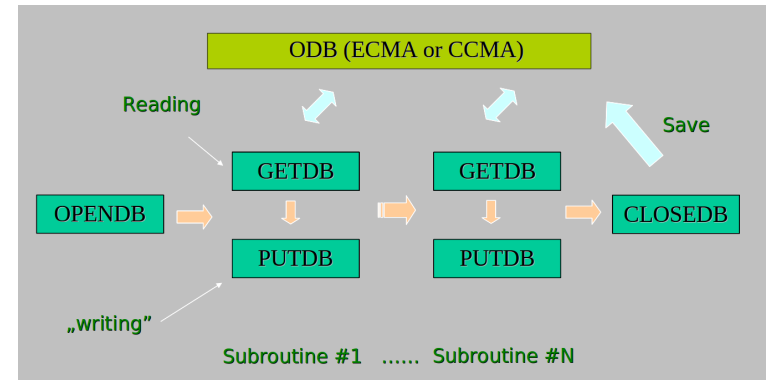 ODB (ECMA or CCMA)
Reading
Save
GETDB
GETDB
OPENDB
CLOSEDB
PUTDB
PUTDB
„writing”
Subroutine #1 ...... Subroutine #N